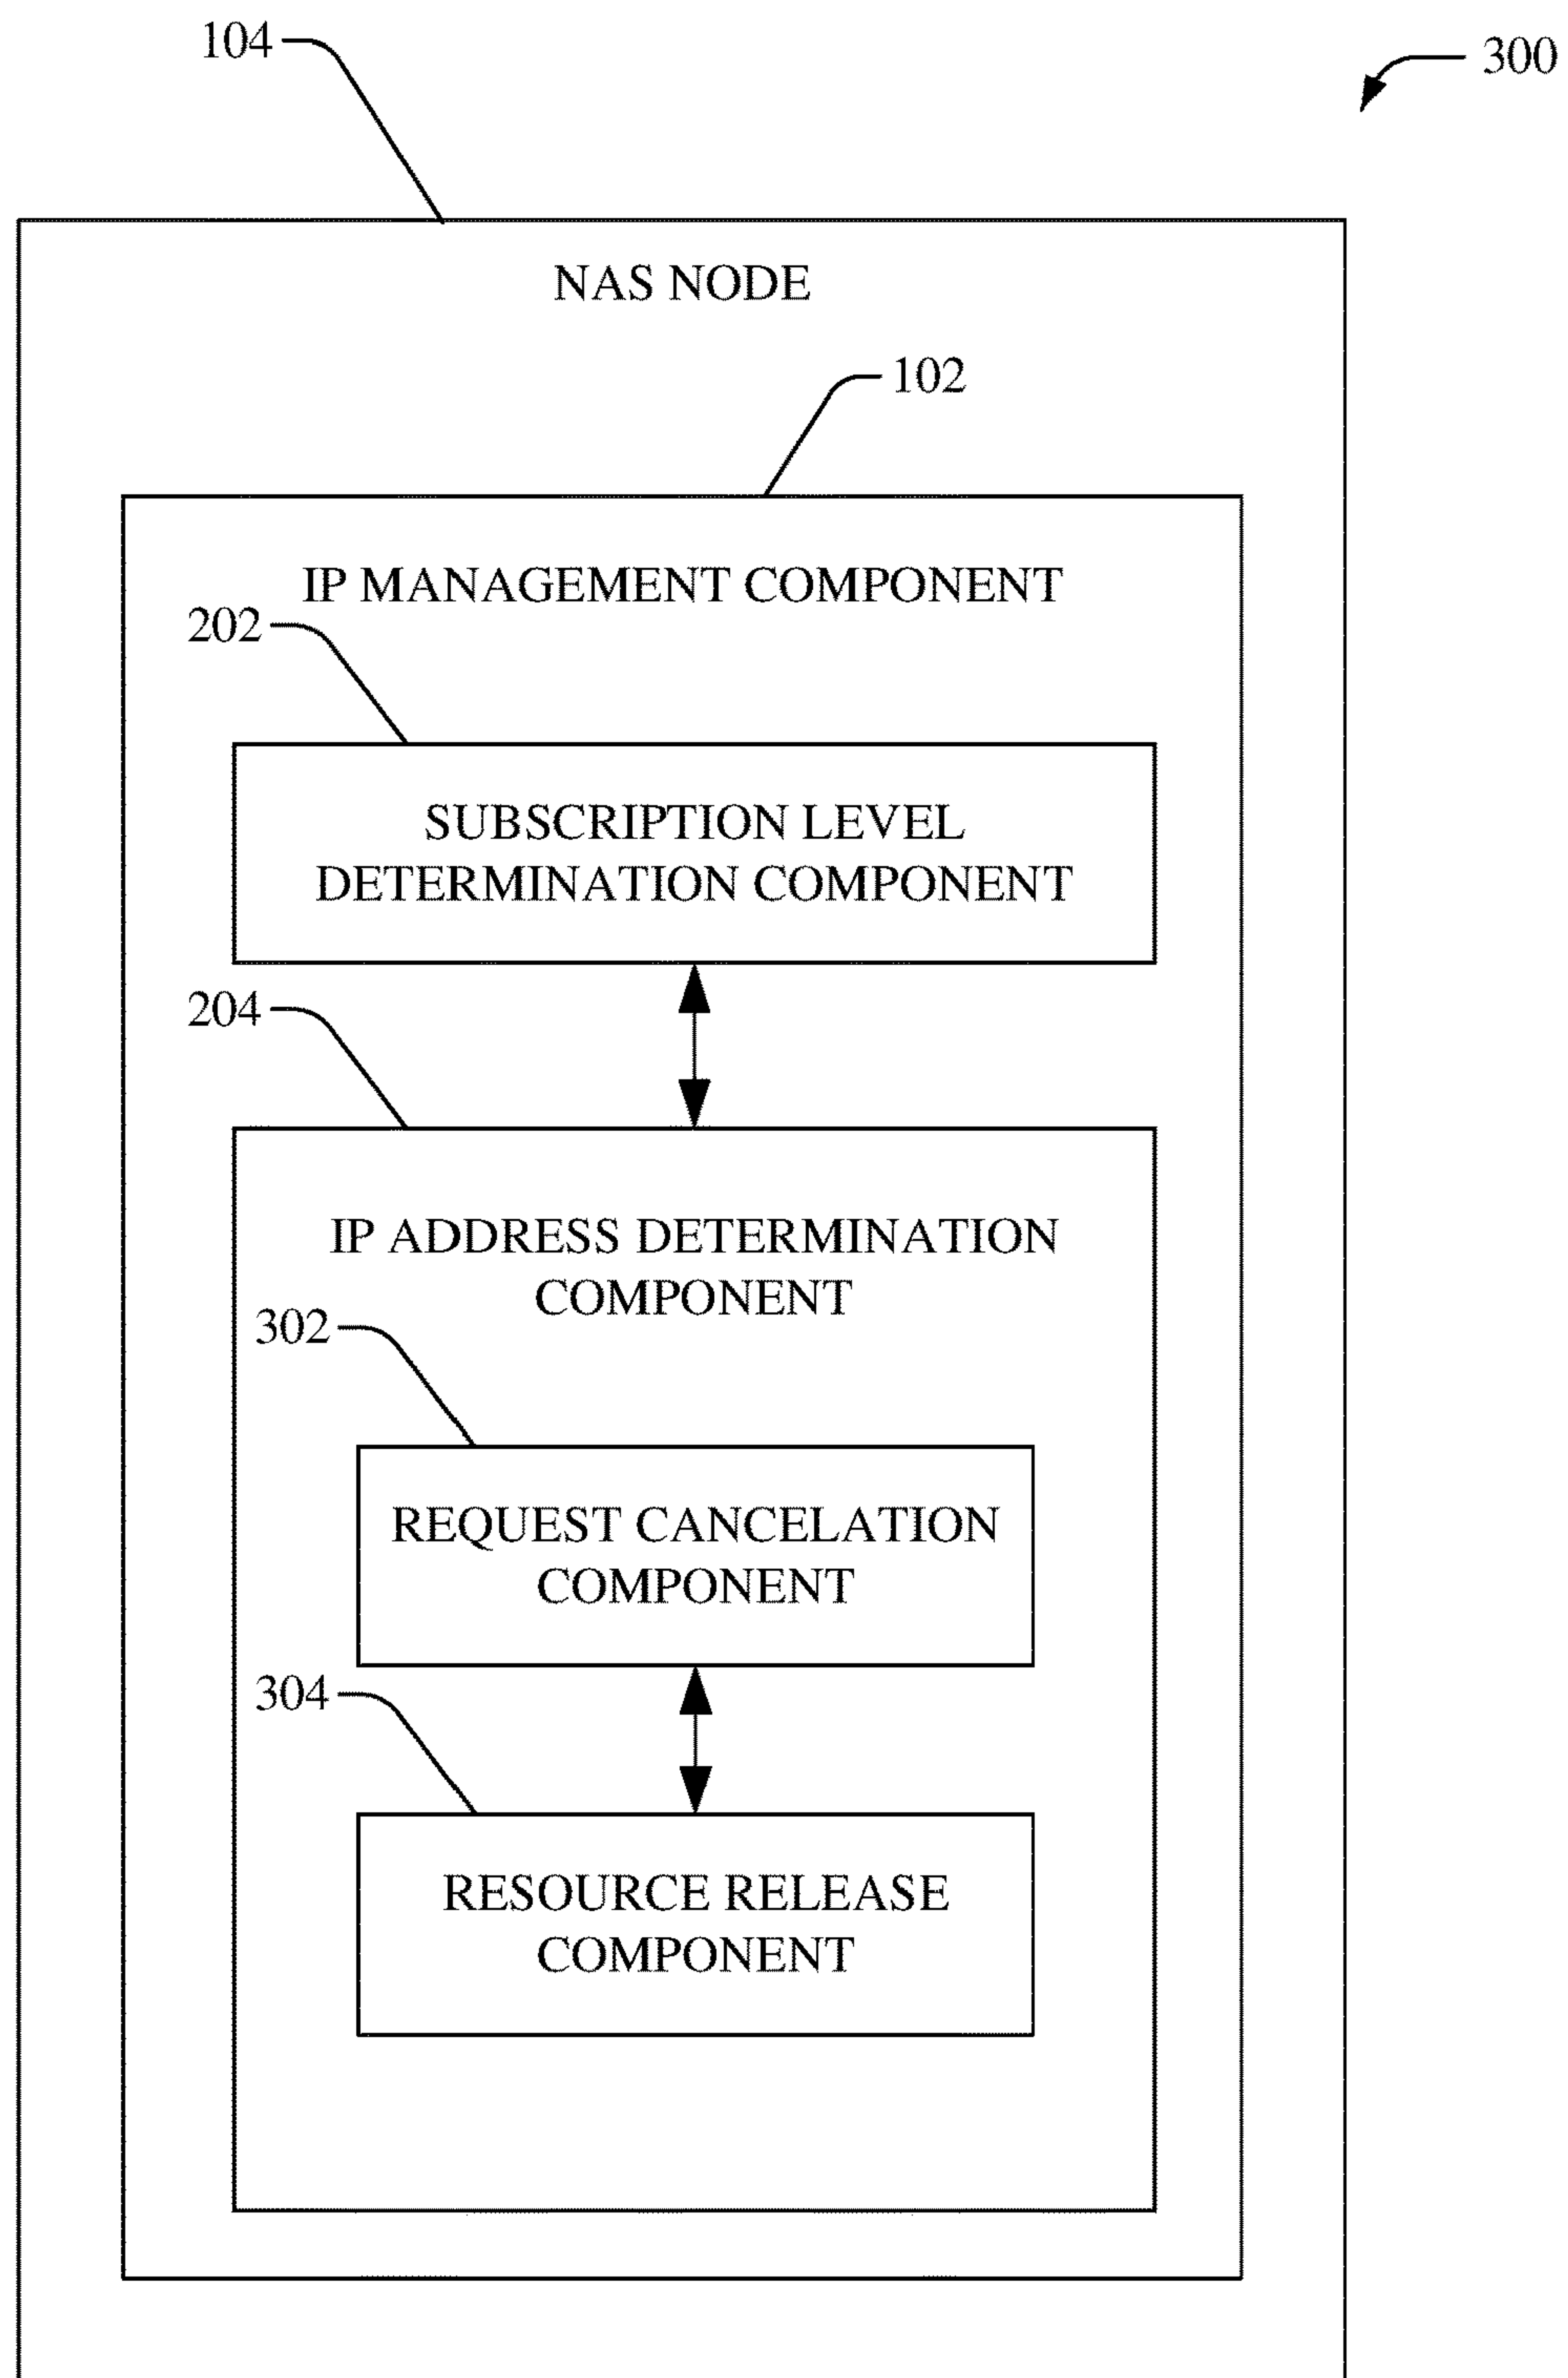 104
300
NAS NODE
102
IP MANAGEMENT COMPONENT
202
SUBSCRIPTION LEVEL
DETERMINATION COMPONENT
204
IP ADDRESS DETERMINATION
COMPONENT
302
REQUEST CANCELATION
COMPONENT
304
RESOURCE RELEASE
COMPONENT